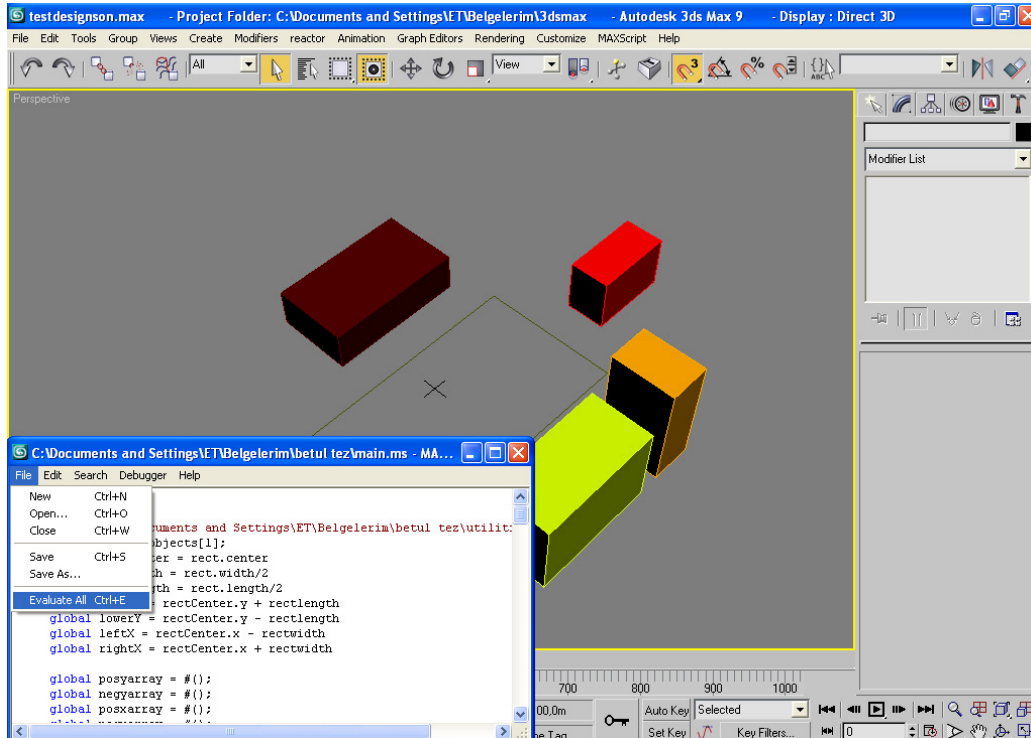 testdesignson.max - Project Folder: C:\Documents and Settings\ET\Belgelerim\3dsmax - Autodesk 3ds Max 9 - Display : Direct 3D
File Edit Tools Group Views Create Modifiers reactor Animation Graph Editors Rendering Customize MAXScript Help
All View 3 % ABC
Perspective
Modifier List
C:\Documents and Settings\ET\Belgelerim\betul tez\main.ms - MA...
File Edit Search Debugger Help
New Ctrl+N
Open... Ctrl+O
Close Ctrl+W
Save Ctrl+S
Save As...
Evaluate All Ctrl+E
and Settings\ET\Belgelerim\betul tez\utilit
objects[1];
= rect.center
= rect.width/2
= rect.length/2
= rectCenter.y + rectlength
global lowerY = rectCenter.y - rectlength
global leftX = rectCenter.x - rectwidth
global rightX = rectCenter.x + rectwidth
global posyarray = #();
global negyarray = #();
global posxarray = #();
700 800 900 1000
00,0m Auto Key Selected
Set Key Key Filters... 0